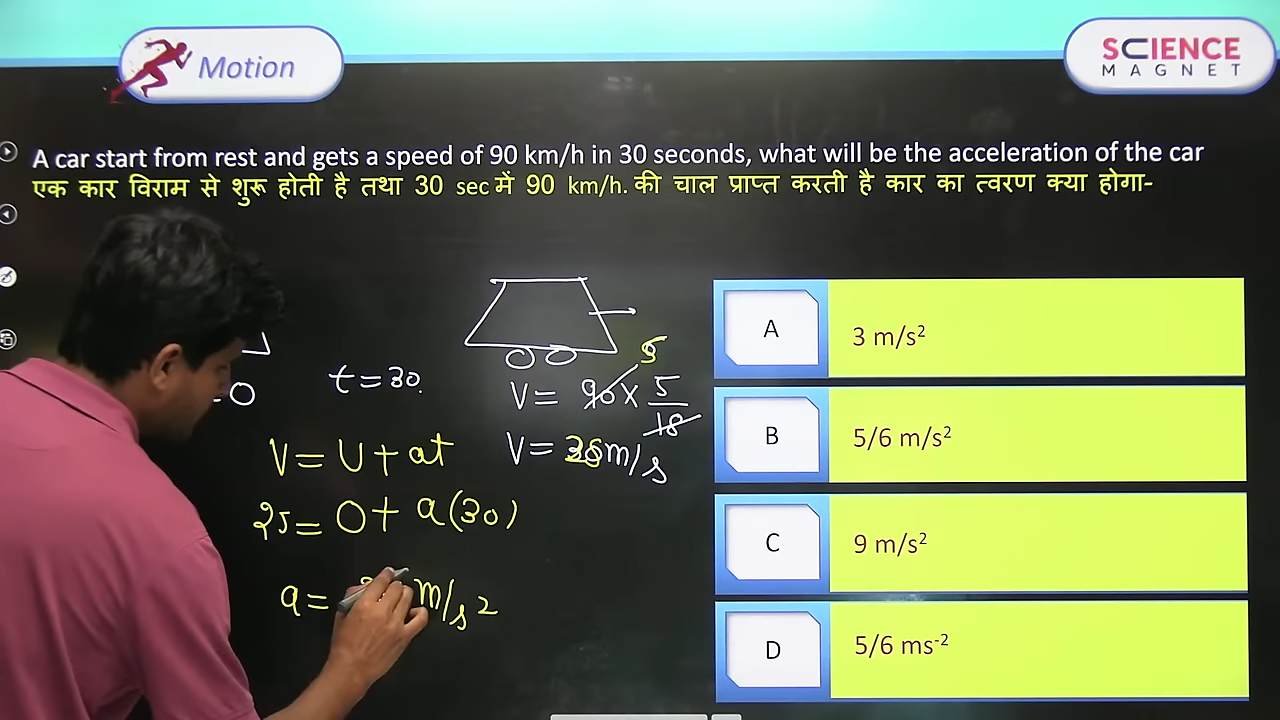 Motion
SCIENCE
MAGNET
A car start from rest and gets a speed of 90 km/h in 30 seconds, what will be the acceleration of the car
एक कार विराम से शुरू होती है तथा 30 sec में 90 km/h. की चाल प्राप्त करती है कार का त्वरण क्या होगा-
A 3 m/s²
B 5/6 m/s²
C 9 m/s²
D 5/6 ms⁻²
t=30
5
V= 90 x 5/18
V= 25m/s
V=U+at
25=0+a(30)
a= m/s²